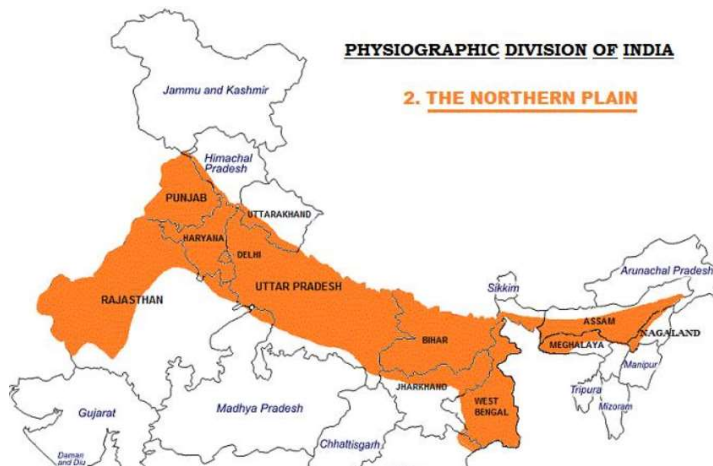 PHYSIOGRAPHIC DIVISION OF INDIA
2. THE NORTHERN PLAIN
Jammu and Kashmir
Himachal
Pradesh
PUNJAB
UTTARAKHAND
HARYANA
DELHI
RAJASTHAN
UTTAR PRADESH
Sikkim
Arunachal Pradesh
ASSAM
NAGALAND
BIHAR
MEGHALAYA
Manipur
JHARKHAND
Tripura
WEST
BENGAL
Mizoram
Gujarat
Madhya Pradesh
Chhattisgarh
Daman
and Diu